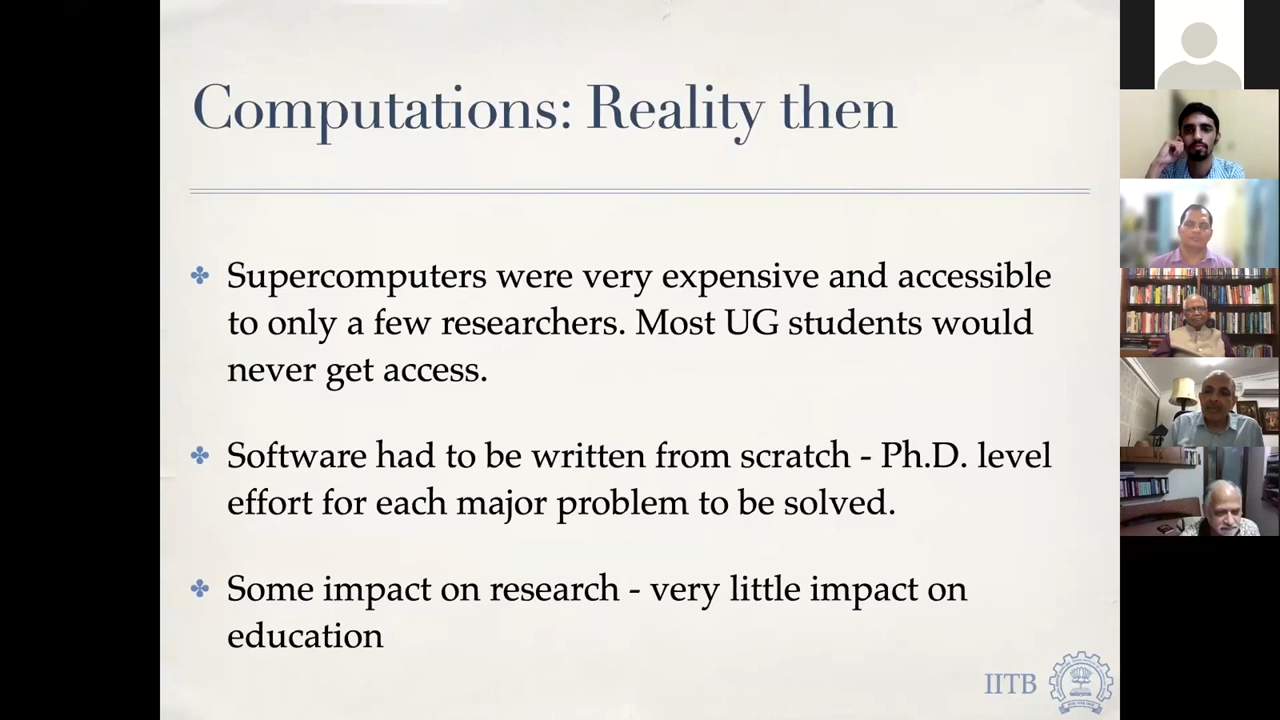 Computations: Reality then
Supercomputers were very expensive and accessible
to only a few researchers. Most UG students would
never get access.
Software had to be written from scratch - Ph.D. level
effort for each major problem to be solved.
Some impact on research - very little impact on
education
IITB